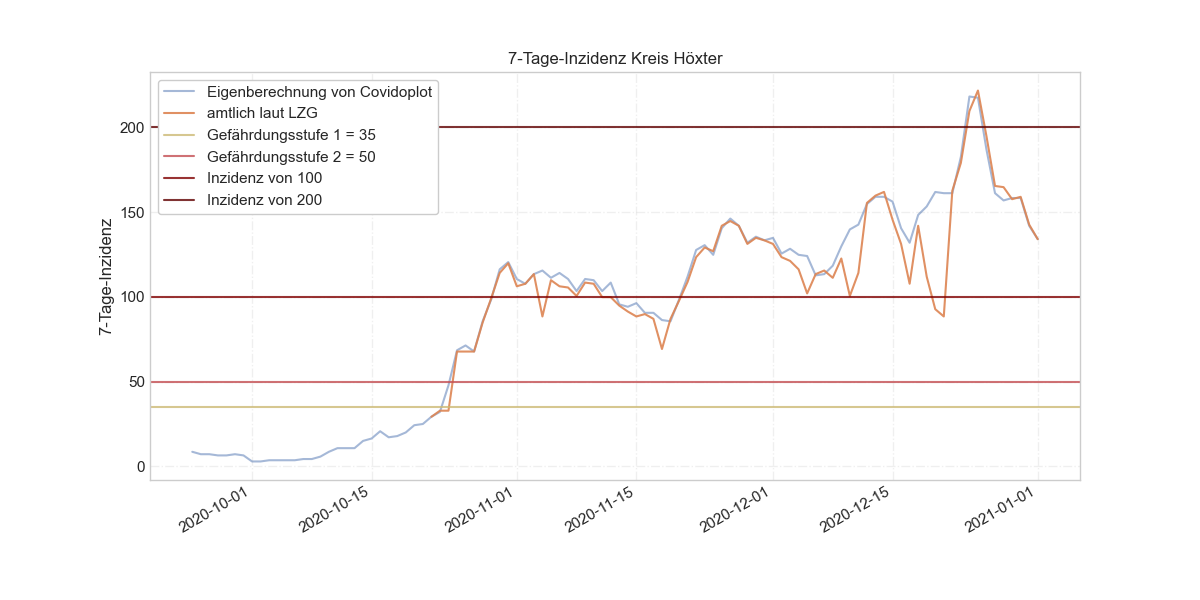 7-Tage-Inzidenz Kreis Höxter
Eigenberechnung von Covidoplot
amtlich laut LZG
Gefährdungsstufe 1 = 35
Gefährdungsstufe 2 = 50
Inzidenz von 100
Inzidenz von 200
7-Tage-Inzidenz
200
150
100
50
0
2020-10-01
2020-10-15
2020-11-01
2020-11-15
2020-12-01
2020-12-15
2021-01-01